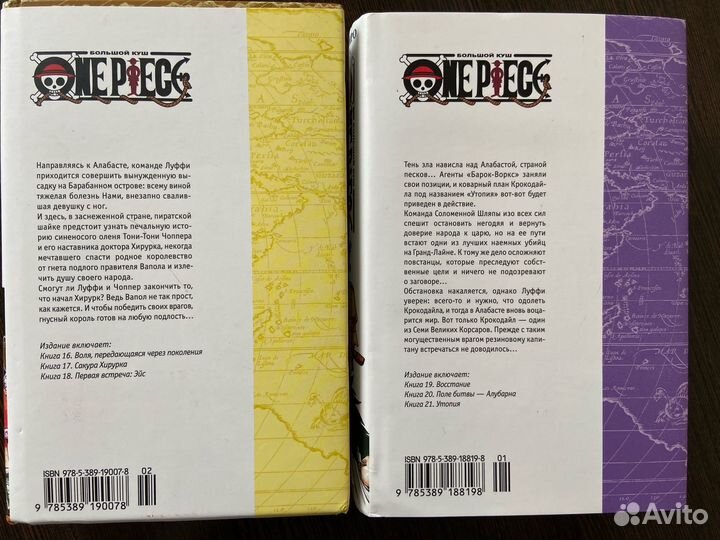 БОЛЬШОЙ КУШ
ONE PIECE
Направляясь к Алабасте, команде Луффи
приходится совершить вынужденную вы-
садку на Барабанном острове: всему виной
тяжелая болезнь Нами, внезапно свалив-
шая девушку с ног.
И здесь, в заснеженной стране, пиратской
шайке предстоит узнать печальную исто-
рию синеносого оленя Тони-Тони Чоппера
и его наставника доктора Хирурка, некогда
мечтавшего спасти родное королевство
от гнета подлого правителя Вапола и изле-
чить душу своего народа.
Смогут ли Луффи и Чоппер закончить то,
что начал Хирурк? Ведь Вапол не так прост,
как кажется. И чтобы победить своих врагов,
гнусный король готов на любую подлость...
Издание включает:
Книга 16. Воля, передающаяся через поколения
Книга 17. Сакура Хирурка
Книга 18. Первая встреча: Эйс
ISBN 978-5-389-19007-8
02
9 785389 190078
БОЛЬШОЙ КУШ
ONE PIECE
Тень зла нависла над Алабастой, страной
песков... Агенты «Барок-Воркс» заняли
свои позиции, и коварный план Крокодай-
ла под названием «Утопия» вот-вот будет
приведен в действие.
Команда Соломенной Шляпы изо всех сил
спешит остановить негодяя и вернуть
доверие народа к царю, но на ее пути
встают одни из лучших наемных убийц
на Гранд-Лайне. К тому же дело осложняют
повстанцы, которые преследуют собст-
венные цели и ничего не подозревают
о заговоре...
Обстановка накаляется, однако Луффи
уверен: всего-то и нужно, что одолеть
Крокодайла, и тогда в Алабасте вновь воца-
рится мир. Вот только Крокодайл — один
из Семи Великих Корсаров. Прежде с таким
могущественным врагом резиновому капи-
тану встречаться не доводилось...
Издание включает:
Книга 19. Восстание
Книга 20. Поле битвы — Алубарна
Книга 21. Утопия
ISBN 978-5-389-18819-8
01
9 785389 188198
Avito